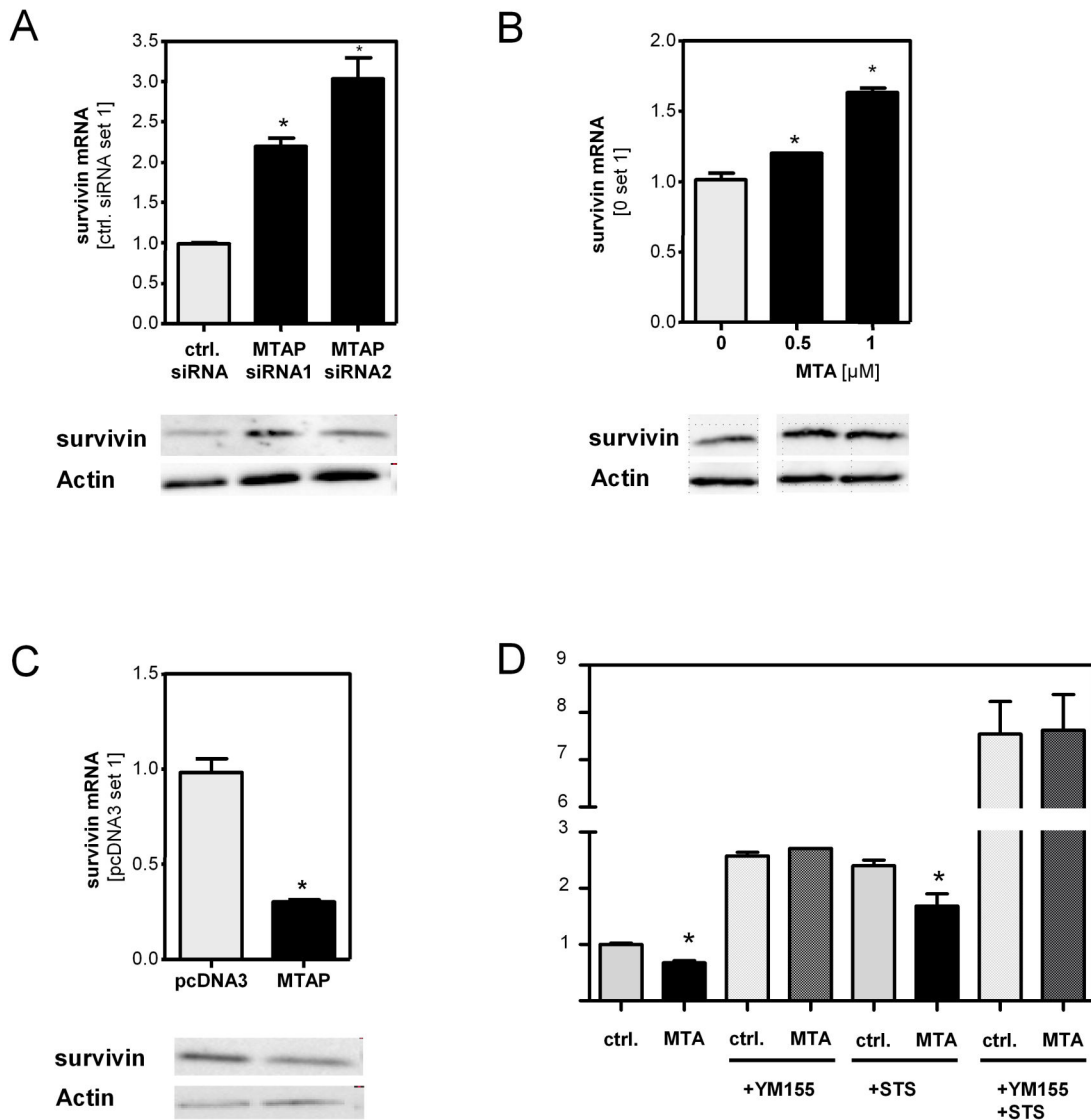 A
survivin mRNA
[ctrl. siRNA set 1]
3.5
3.0
2.5
2.0
1.5
1.0
0.5
0.0
*
*
ctrl. siRNA
MTAP siRNA1
MTAP siRNA2
survivin
Actin
B
survivin mRNA
[0 set 1]
2.0
1.5
1.0
0.5
0.0
*
*
0 0.5 1
MTA [µM]
survivin
Actin
C
survivin mRNA
[pcDNA3 set 1]
1.5
1.0
0.5
0.0
*
pcDNA3 MTAP
survivin
Actin
D
9
8
7
6
3
2
1
*
*
ctrl. MTA ctrl. MTA ctrl. MTA ctrl. MTA
+YM155 +STS +YM155
+STS